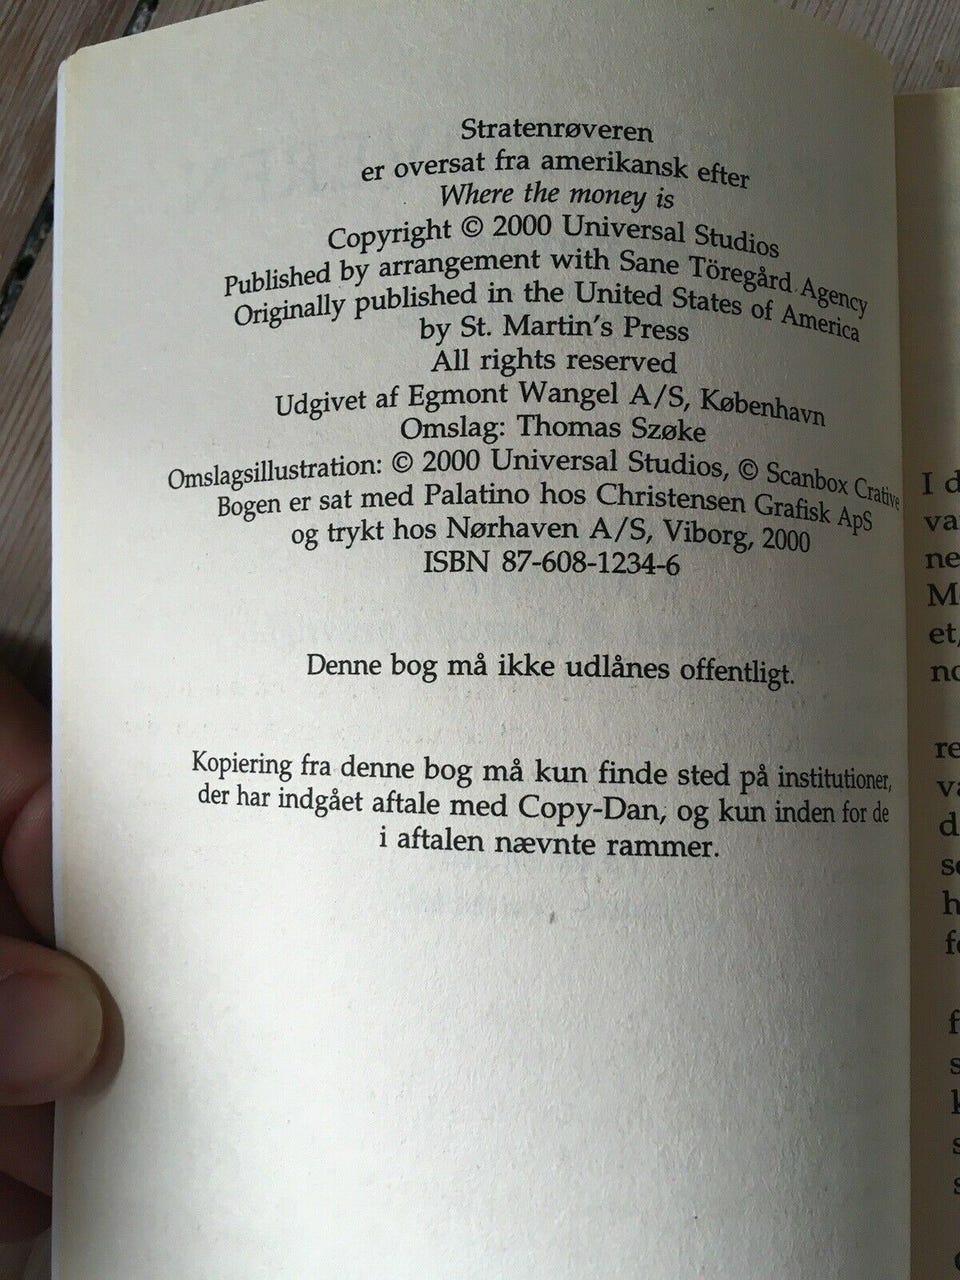 Stratenrøveren
er oversat fra amerikansk efter
Where the money is
Copyright © 2000 Universal Studios
Published by arrangement with Sane Töregård Agency
Originally published in the United States of America
by St. Martin's Press
All rights reserved
Udgivet af Egmont Wangel A/S, København
Omslag: Thomas Szøke
Omslagsillustration: © 2000 Universal Studios, © Scanbox Crative
Bogen er sat med Palatino hos Christensen Grafisk ApS
og trykt hos Nørhaven A/S, Viborg, 2000
ISBN 87-608-1234-6
Denne bog må ikke udlånes offentligt.
Kopiering fra denne bog må kun finde sted på institutioner,
der har indgået aftale med Copy-Dan, og kun inden for de
i aftalen nævnte rammer.